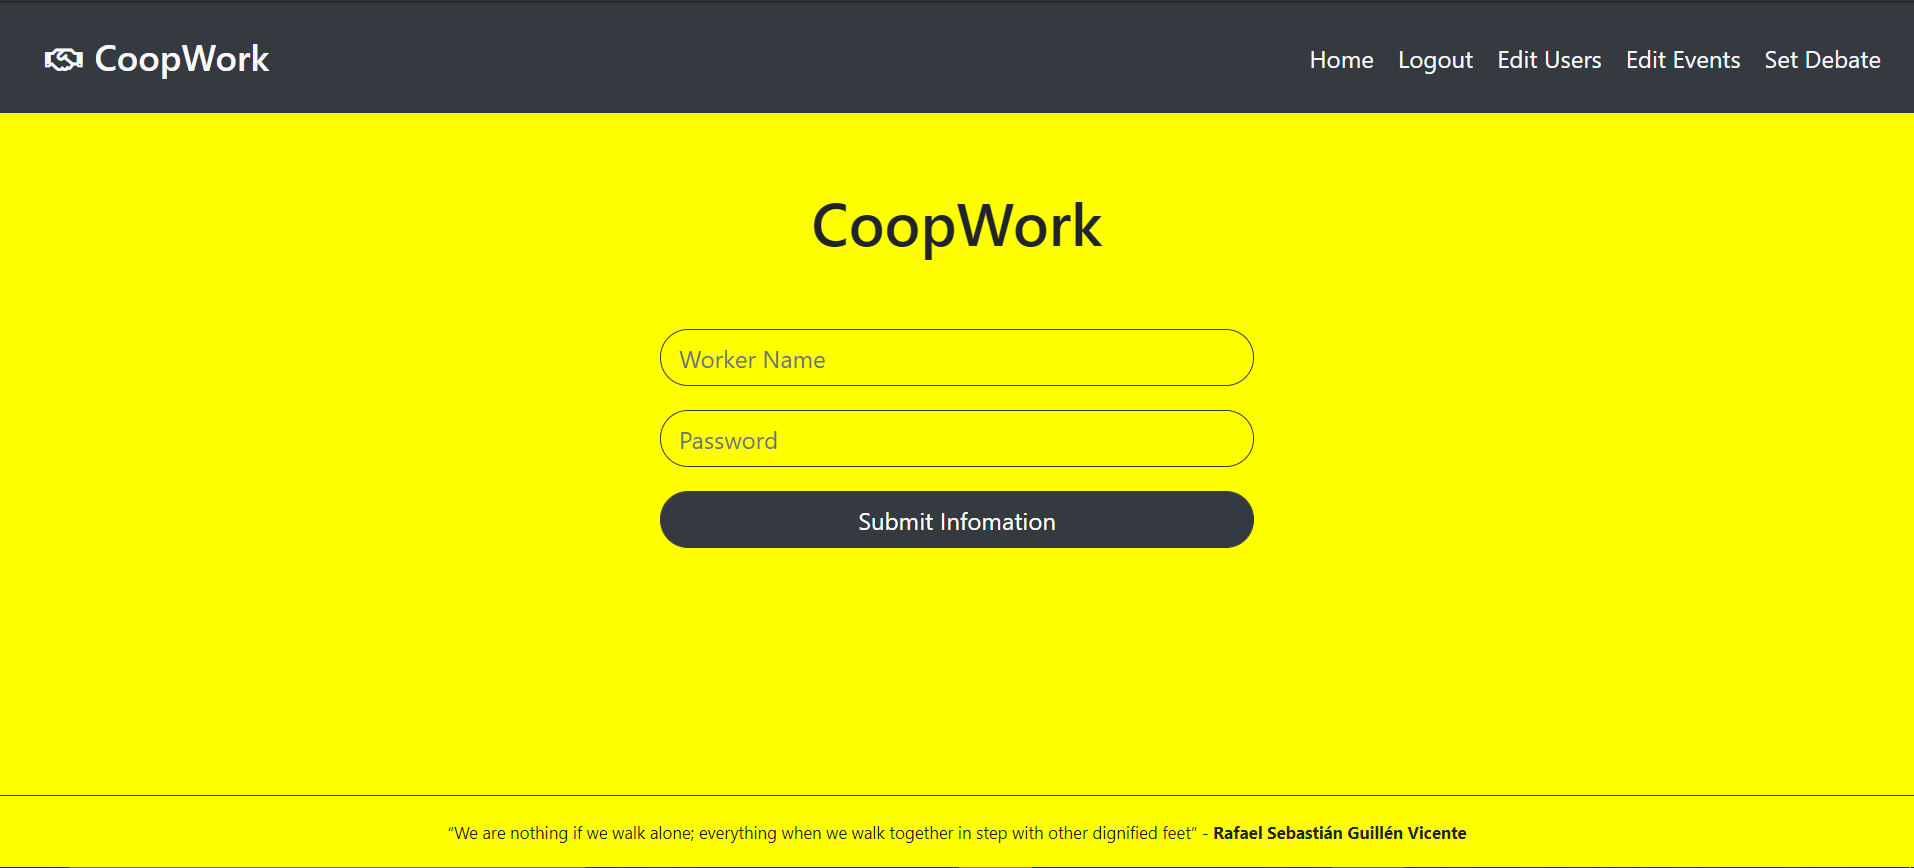 CoopWork
Home Logout Edit Users Edit Events Set Debate
CoopWork
Worker Name
Password
Submit Infomation
“We are nothing if we walk alone; everything when we walk together in step with other dignified feet” - Rafael Sebastián Guillén Vicente